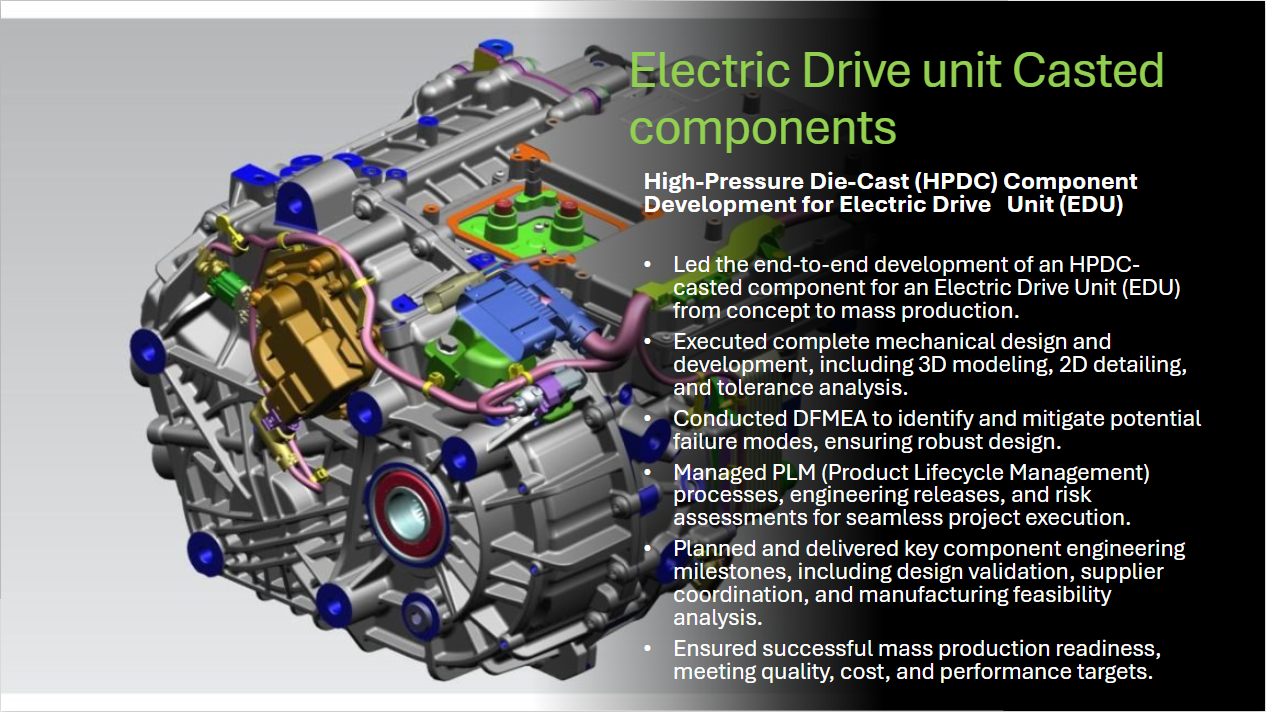 Electric Drive unit Casted
components
High-Pressure Die-Cast (HPDC) Component
Development for Electric Drive   Unit (EDU)
• Led the end-to-end development of an HPDC-
casted component for an Electric Drive Unit (EDU)
from concept to mass production.
• Executed complete mechanical design and
development, including 3D modeling, 2D detailing,
and tolerance analysis.
• Conducted DFMEA to identify and mitigate potential
failure modes, ensuring robust design.
• Managed PLM (Product Lifecycle Management)
processes, engineering releases, and risk
assessments for seamless project execution.
• Planned and delivered key component engineering
milestones, including design validation, supplier
coordination, and manufacturing feasibility
analysis.
• Ensured successful mass production readiness,
meeting quality, cost, and performance targets.